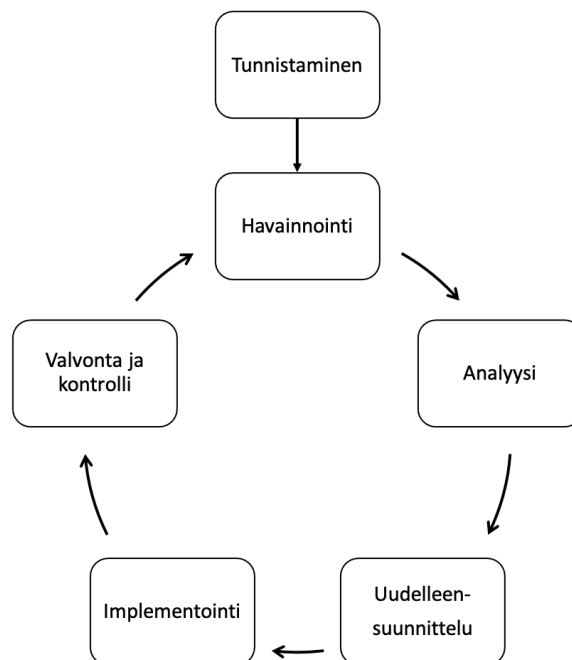 Tunnistaminen
Havainnointi
Valvonta ja
kontrolli
Analyysi
Implementointi
Uudelleen-
suunnittelu